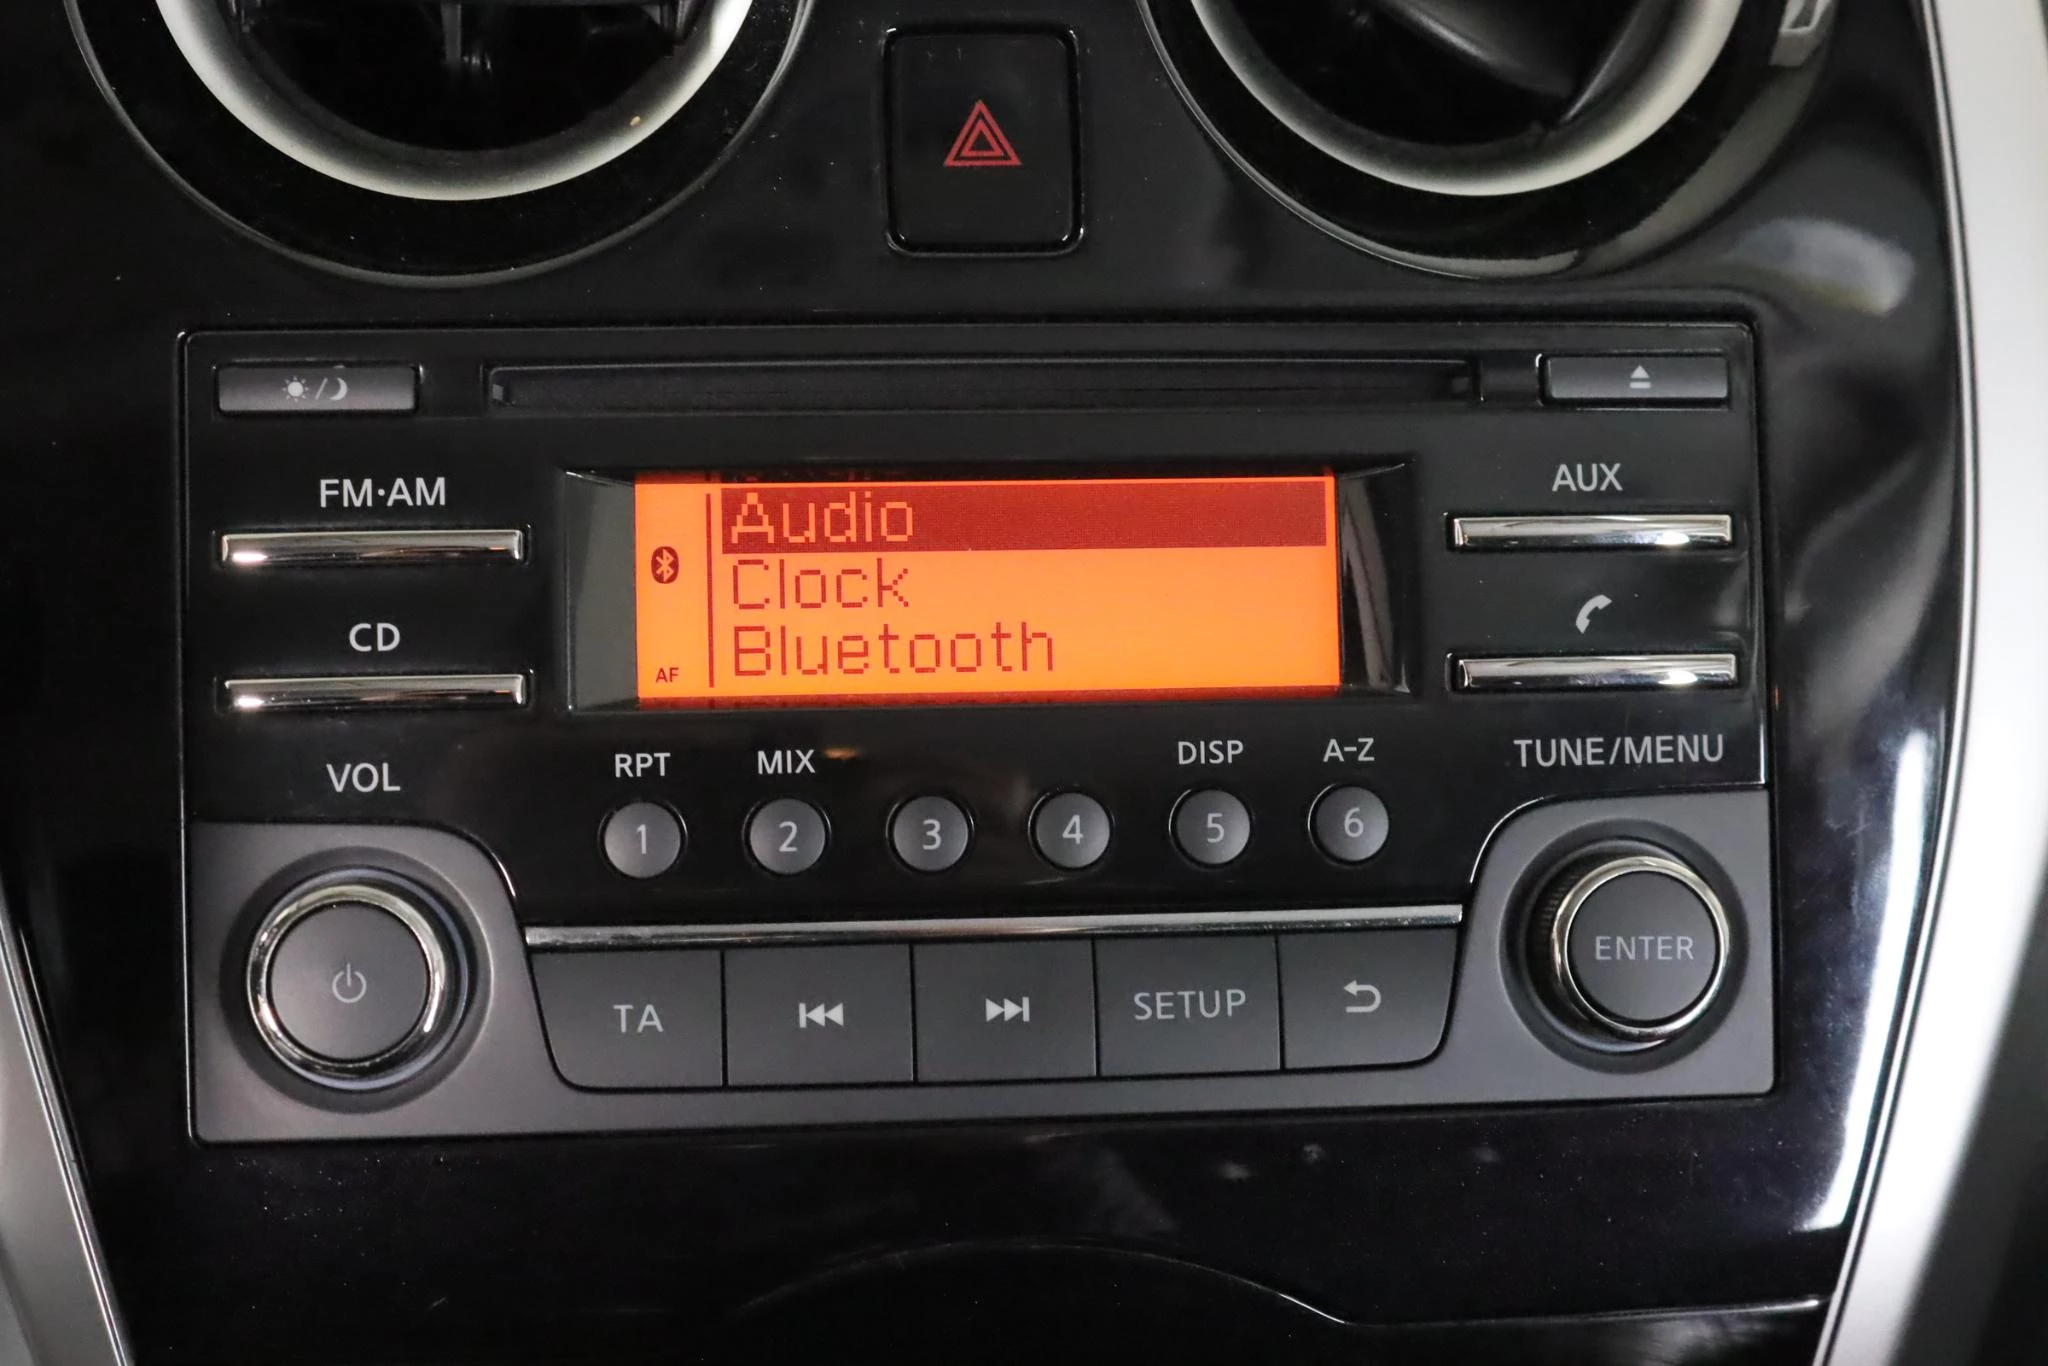 FM·AM
AUX
Audio
Clock
Bluetooth
AF
CD
VOL
RPT
MIX
DISP
A-Z
TUNE/MENU
1
2
3
4
5
6
TA
SETUP
ENTER